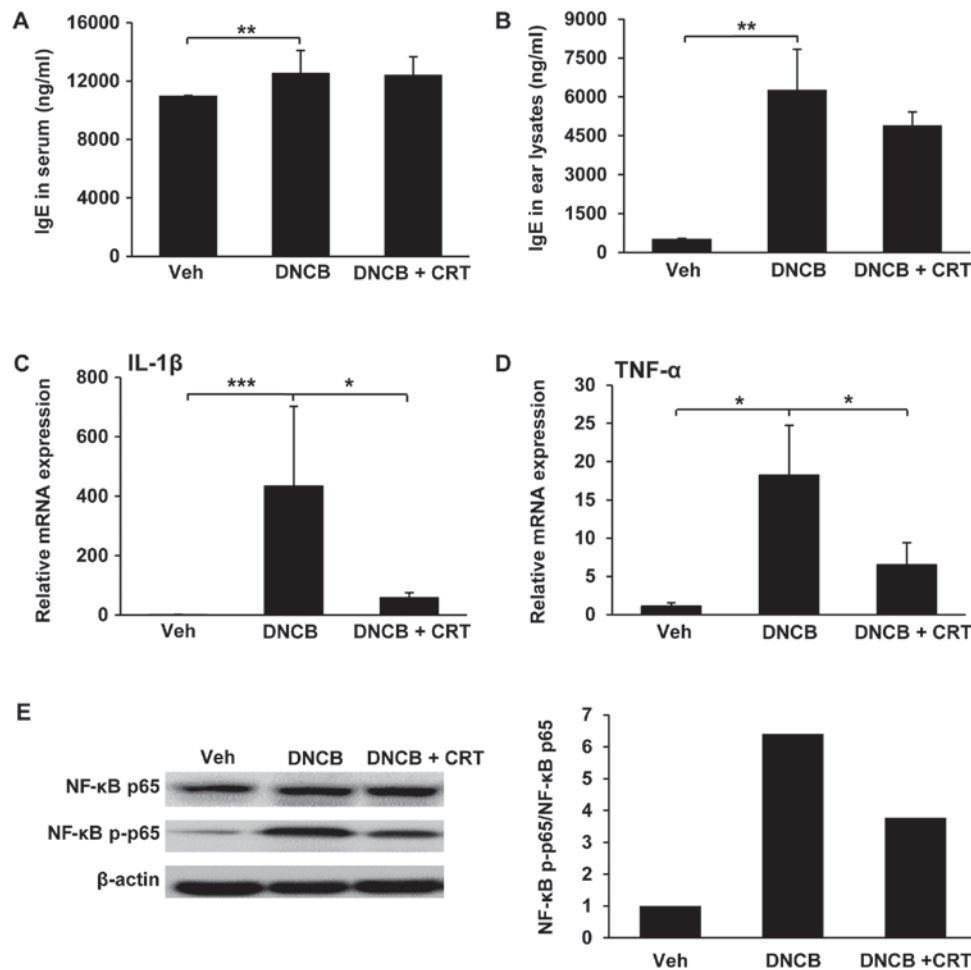 A
IgE in serum (ng/ml)
16000
12000
8000
4000
0
**
Veh
DNCB
DNCB + CRT
B
IgE in ear lysates (ng/ml)
9000
7500
6000
4500
3000
1500
0
**
Veh
DNCB
DNCB + CRT
C
IL-1β
Relative mRNA expression
800
600
400
200
0
***
*
Veh
DNCB
DNCB + CRT
D
TNF-α
Relative mRNA expression
30
25
20
15
10
5
0
*
*
Veh
DNCB
DNCB + CRT
E
Veh
DNCB
DNCB + CRT
NF-κB p65
NF-κB p-p65
β-actin
NF-κB p-p65/NF-κB p65
7
6
5
4
3
2
1
0
Veh
DNCB
DNCB +CRT